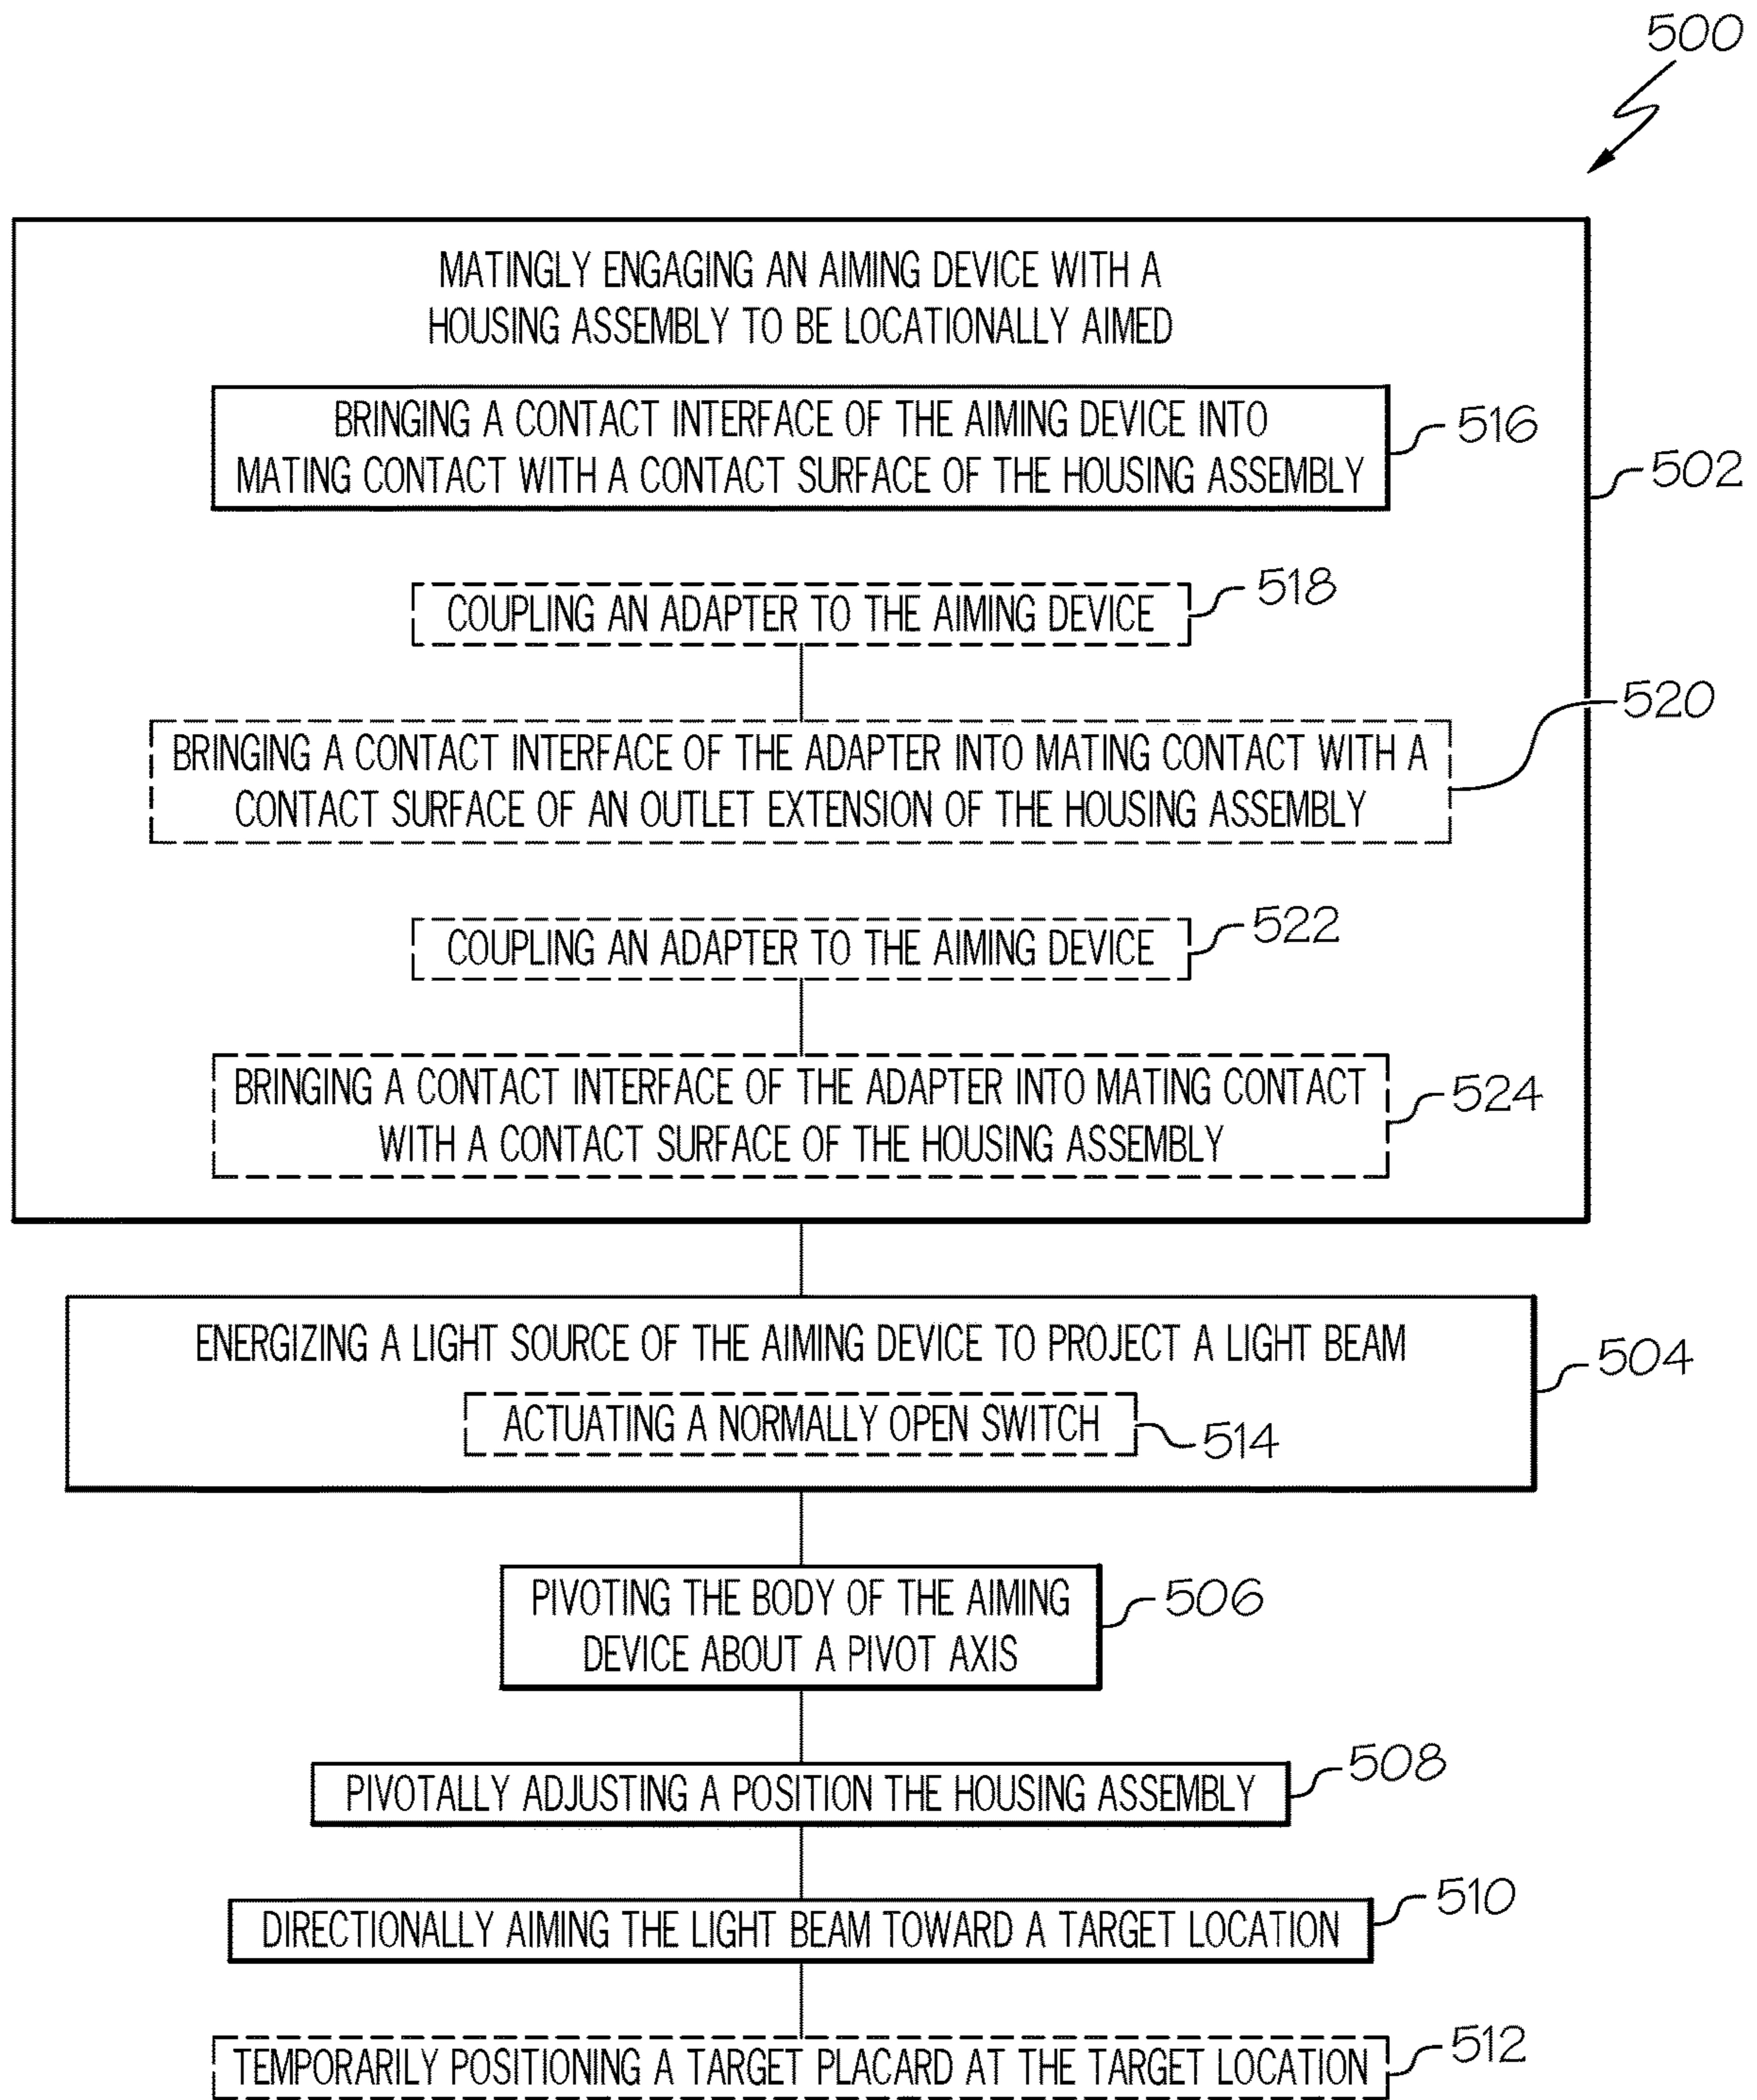 500
MATINGLY ENGAGING AN AIMING DEVICE WITH A
HOUSING ASSEMBLY TO BE LOCATIONALLY AIMED
BRINGING A CONTACT INTERFACE OF THE AIMING DEVICE INTO
MATING CONTACT WITH A CONTACT SURFACE OF THE HOUSING ASSEMBLY
516
502
COUPLING AN ADAPTER TO THE AIMING DEVICE
518
520
BRINGING A CONTACT INTERFACE OF THE ADAPTER INTO MATING CONTACT WITH A
CONTACT SURFACE OF AN OUTLET EXTENSION OF THE HOUSING ASSEMBLY
COUPLING AN ADAPTER TO THE AIMING DEVICE
522
BRINGING A CONTACT INTERFACE OF THE ADAPTER INTO MATING CONTACT
WITH A CONTACT SURFACE OF THE HOUSING ASSEMBLY
524
ENERGIZING A LIGHT SOURCE OF THE AIMING DEVICE TO PROJECT A LIGHT BEAM
504
ACTUATING A NORMALLY OPEN SWITCH
514
PIVOTING THE BODY OF THE AIMING
DEVICE ABOUT A PIVOT AXIS
506
PIVOTALLY ADJUSTING A POSITION THE HOUSING ASSEMBLY
508
DIRECTIONALLY AIMING THE LIGHT BEAM TOWARD A TARGET LOCATION
510
TEMPORARILY POSITIONING A TARGET PLACARD AT THE TARGET LOCATION
512